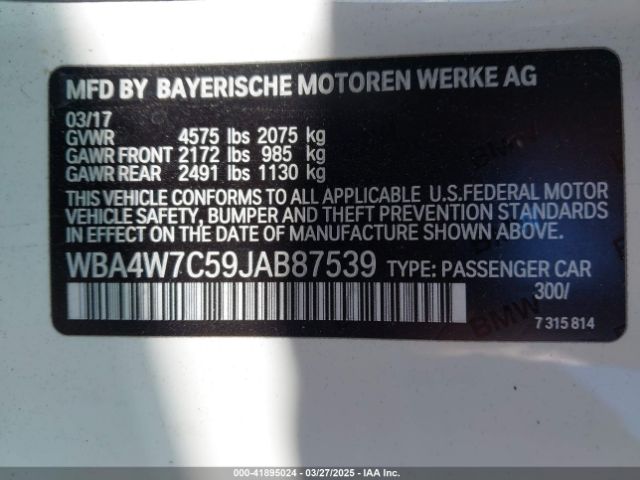 MFD BY BAYERISCHE MOTOREN WERKE AG
03/17
GVWR 4575 lbs 2075 kg
GAWR FRONT 2172 lbs 985 kg
GAWR REAR 2491 lbs 1130 kg
THIS VEHICLE CONFORMS TO ALL APPLICABLE U.S.FEDERAL MOTOR
VEHICLE SAFETY, BUMPER AND THEFT PREVENTION STANDARDS
IN EFFECT ON THE DATE OF MANUFACTURE SHOWN ABOVE.
WBA4W7C59JAB87539 TYPE: PASSENGER CAR
300/
BMW
7 315 814
000-41895024 — 03/27/2025 — IAA Inc.